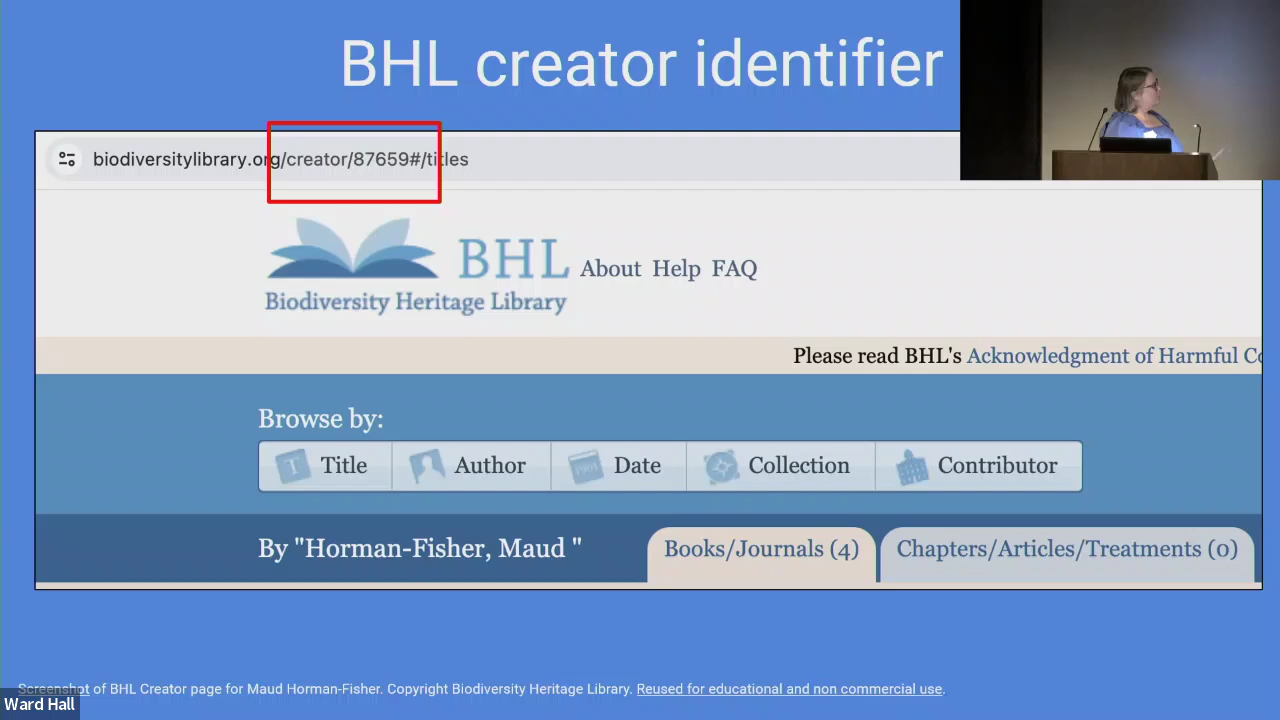 BHL creator identifier
biodiversitylibrary.org/creator/87659#/titles
BHL About Help FAQ
Biodiversity Heritage Library
Please read BHL's Acknowledgment of Harmful Co
Browse by:
T Title Author 1901 Date Collection Contributor
By "Horman-Fisher, Maud " Books/Journals (4) Chapters/Articles/Treatments (0)
Screenshot of BHL Creator page for Maud Horman-Fisher. Copyright Biodiversity Heritage Library. Reused for educational and non commercial use.
Ward Hall